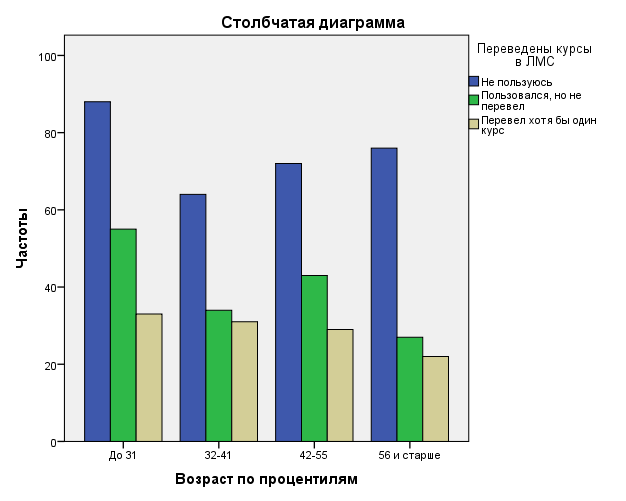 Столбчатая диаграмма
Переведены курсы
в ЛМС
Не пользуюсь
Пользовался, но не
перевел
Перевел хотя бы один
курс
Частоты
100
80
60
40
20
0
До 31
32-41
42-55
56 и старше
Возраст по процентилям